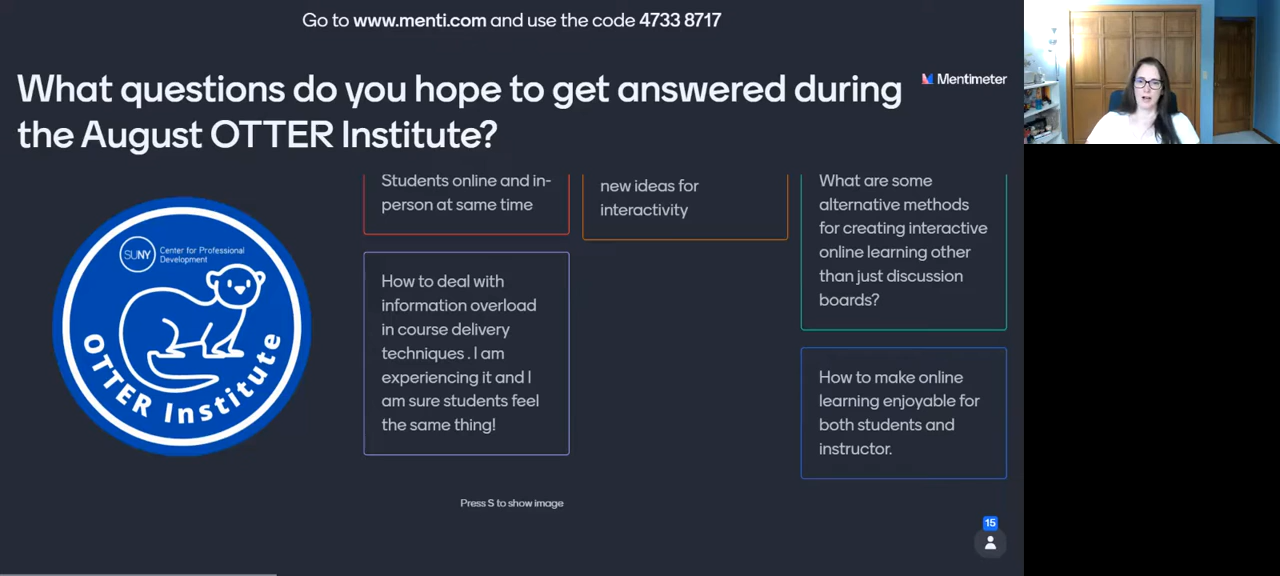 Go to www.menti.com and use the code 4733 8717
What questions do you hope to get answered during
the August OTTER Institute?
Mentimeter
SUNY
Center for Professional
Development
OTTER Institute
Students online and in-
person at same time
How to deal with
information overload
in course delivery
techniques . I am
experiencing it and I
am sure students feel
the same thing!
new ideas for
interactivity
What are some
alternative methods
for creating interactive
online learning other
than just discussion
boards?
How to make online
learning enjoyable for
both students and
instructor.
Press S to show image
15